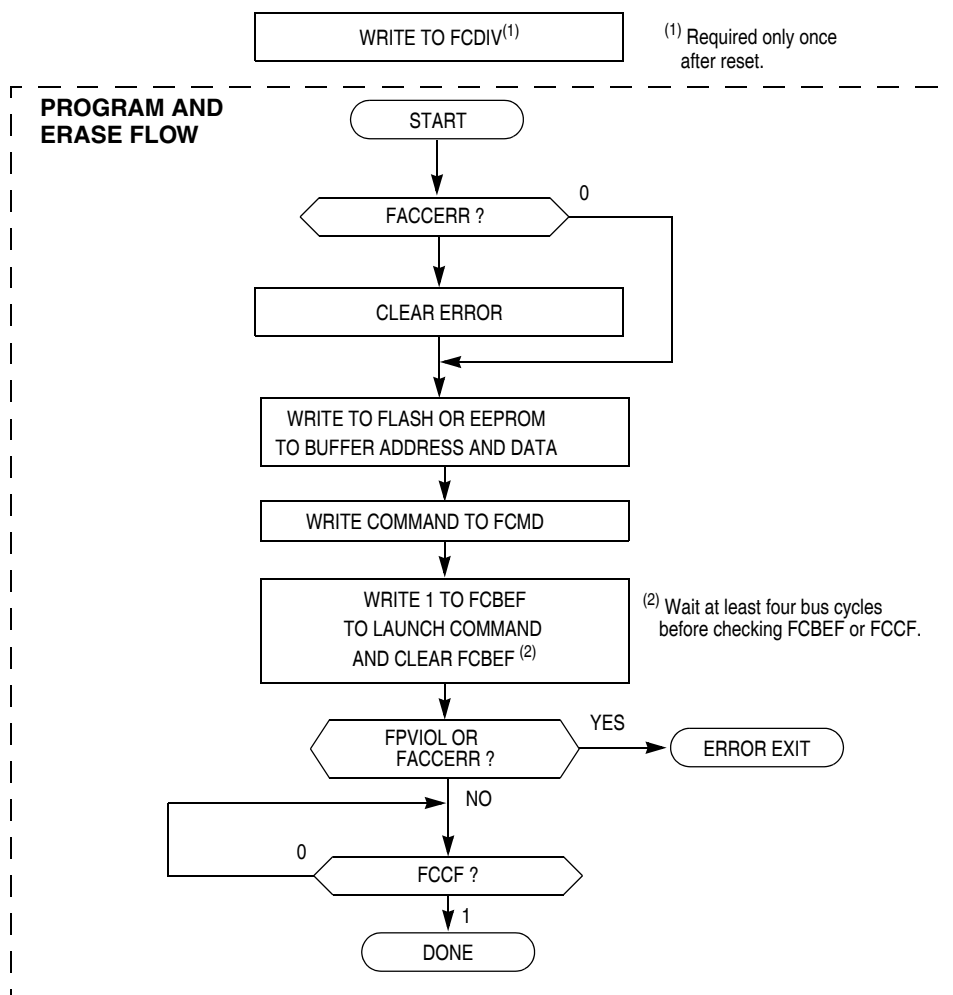 WRITE TO FCDIV(1)
(1) Required only once
after reset.
PROGRAM AND
ERASE FLOW
START
0
FACCERR ?
CLEAR ERROR
WRITE TO FLASH OR EEPROM
TO BUFFER ADDRESS AND DATA
WRITE COMMAND TO FCMD
WRITE 1 TO FCBEF
TO LAUNCH COMMAND
AND CLEAR FCBEF (2)
(2) Wait at least four bus cycles
before checking FCBEF or FCCF.
FPVIOL OR
FACCERR ?
YES
ERROR EXIT
NO
0
FCCF ?
1
DONE